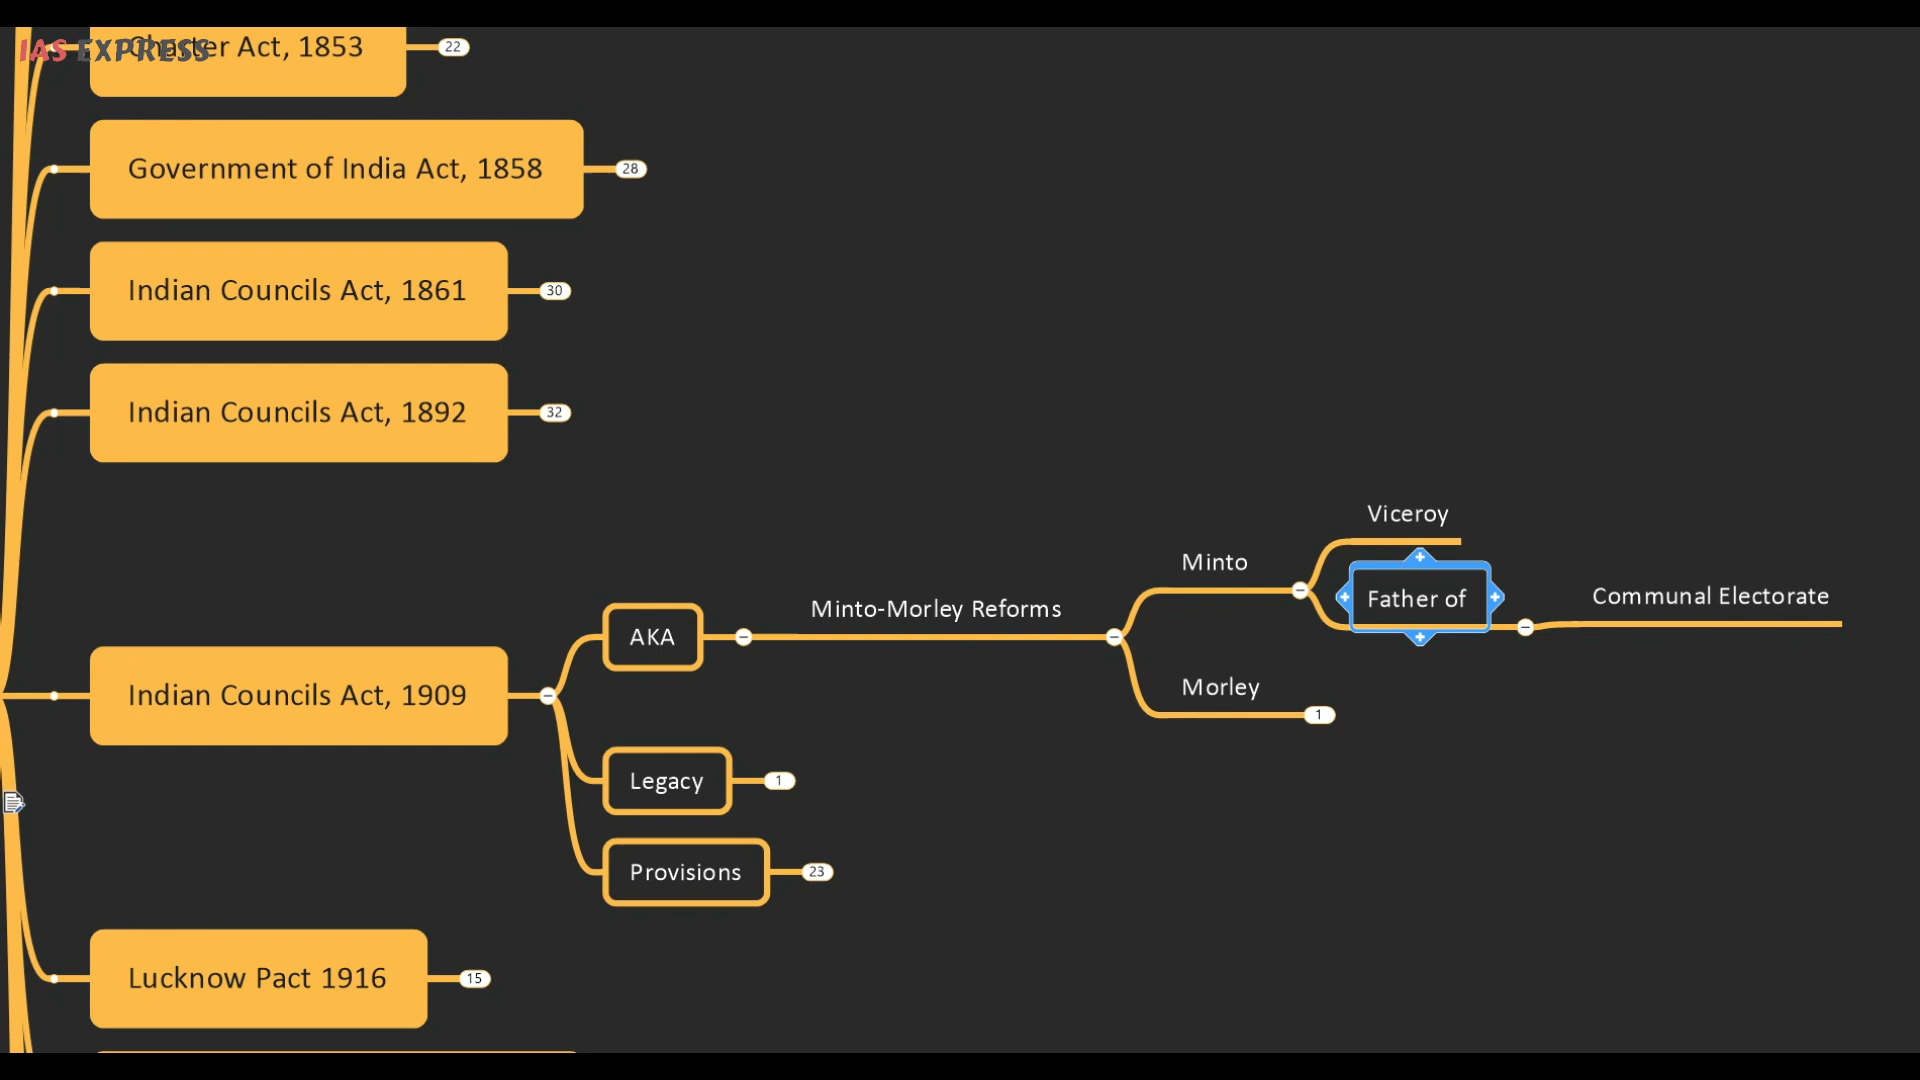 IAS EXPRESS
Charter Act, 1853
22
Government of India Act, 1858
28
Indian Councils Act, 1861
30
Indian Councils Act, 1892
32
Indian Councils Act, 1909
AKA
Minto-Morley Reforms
Minto
Viceroy
Father of
Communal Electorate
Morley
1
Legacy
1
Provisions
23
Lucknow Pact 1916
15